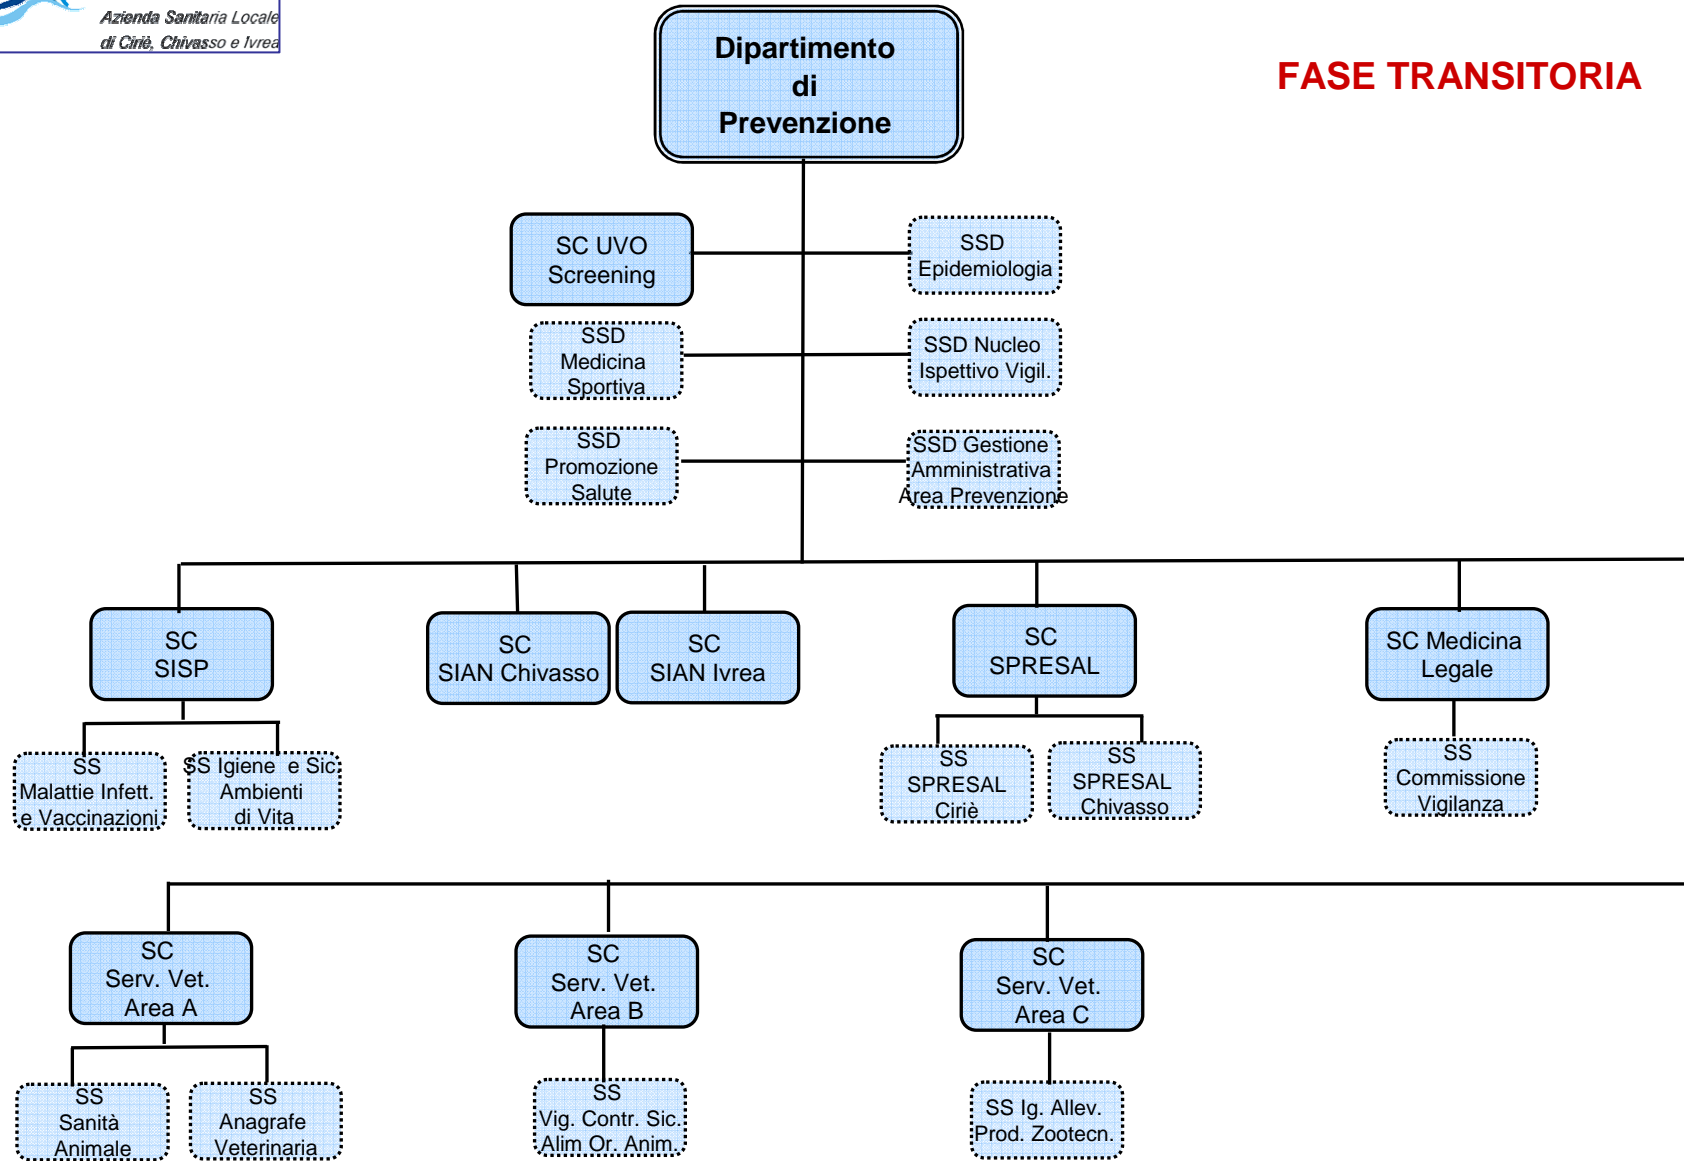 Azienda Sanitaria Locale
di Ciriè, Chivasso e Ivrea
Dipartimento
di
Prevenzione
FASE TRANSITORIA
SC UVO
Screening
SSD
Epidemiologia
SSD
Medicina
Sportiva
SSD Nucleo
Ispettivo Vigil.
SSD
Promozione
Salute
SSD Gestione
Amministrativa
Area Prevenzione
SC
SISP
SC
SIAN Chivasso
SC
SIAN Ivrea
SC
SPRESAL
SC Medicina
Legale
SS
Malattie Infett.
e Vaccinazioni
SS Igiene e Sic.
Ambienti
di Vita
SS
SPRESAL
Ciriè
SS
SPRESAL
Chivasso
SS
Commissione
Vigilanza
SC
Serv. Vet.
Area A
SC
Serv. Vet.
Area B
SC
Serv. Vet.
Area C
SS
Sanità
Animale
SS
Anagrafe
Veterinaria
SS
Vig. Contr. Sic.
Alim Or. Anim.
SS Ig. Allev.
Prod. Zootecn.